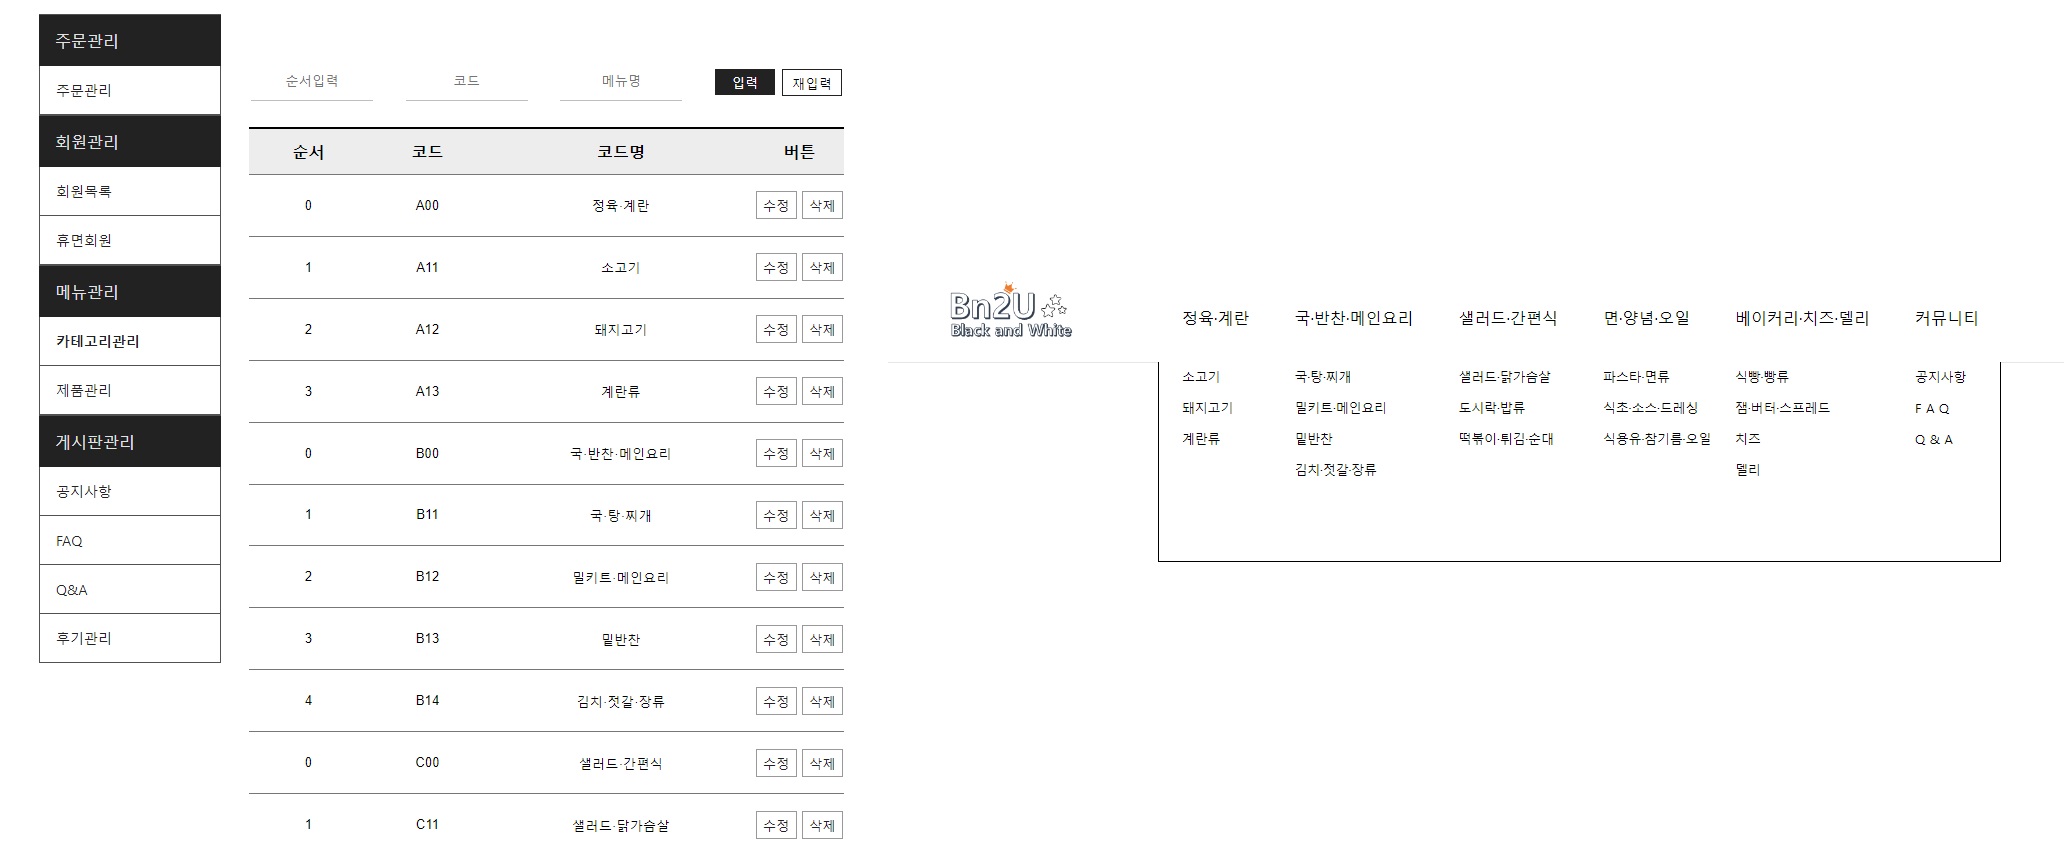 주문관리
주문관리
회원관리
회원목록
휴면회원
메뉴관리
카테고리관리
제품관리
게시판관리
공지사항
FAQ
Q&A
후기관리
순서입력 코드 메뉴명 입력 재입력
순서 코드 코드명 버튼
0 A00 정육·계란 수정 삭제
1 A11 소고기 수정 삭제
2 A12 돼지고기 수정 삭제
3 A13 계란류 수정 삭제
0 B00 국·반찬·메인요리 수정 삭제
1 B11 국·탕·찌개 수정 삭제
2 B12 밀키트·메인요리 수정 삭제
3 B13 밑반찬 수정 삭제
4 B14 김치·젓갈·장류 수정 삭제
0 C00 샐러드·간편식 수정 삭제
1 C11 샐러드·닭가슴살 수정 삭제
Bn2U
Black and White
정육·계란 국·반찬·메인요리 샐러드·간편식 면·양념·오일 베이커리·치즈·델리 커뮤니티
소고기 국·탕·찌개 샐러드·닭가슴살 파스타·면류 식빵·빵류 공지사항
돼지고기 밀키트·메인요리 도시락·밥류 식초·소스·드레싱 잼·버터·스프레드 F A Q
계란류 밑반찬 떡볶이·튀김·순대 식용유·참기름·오일 치즈 Q & A
김치·젓갈·장류 델리